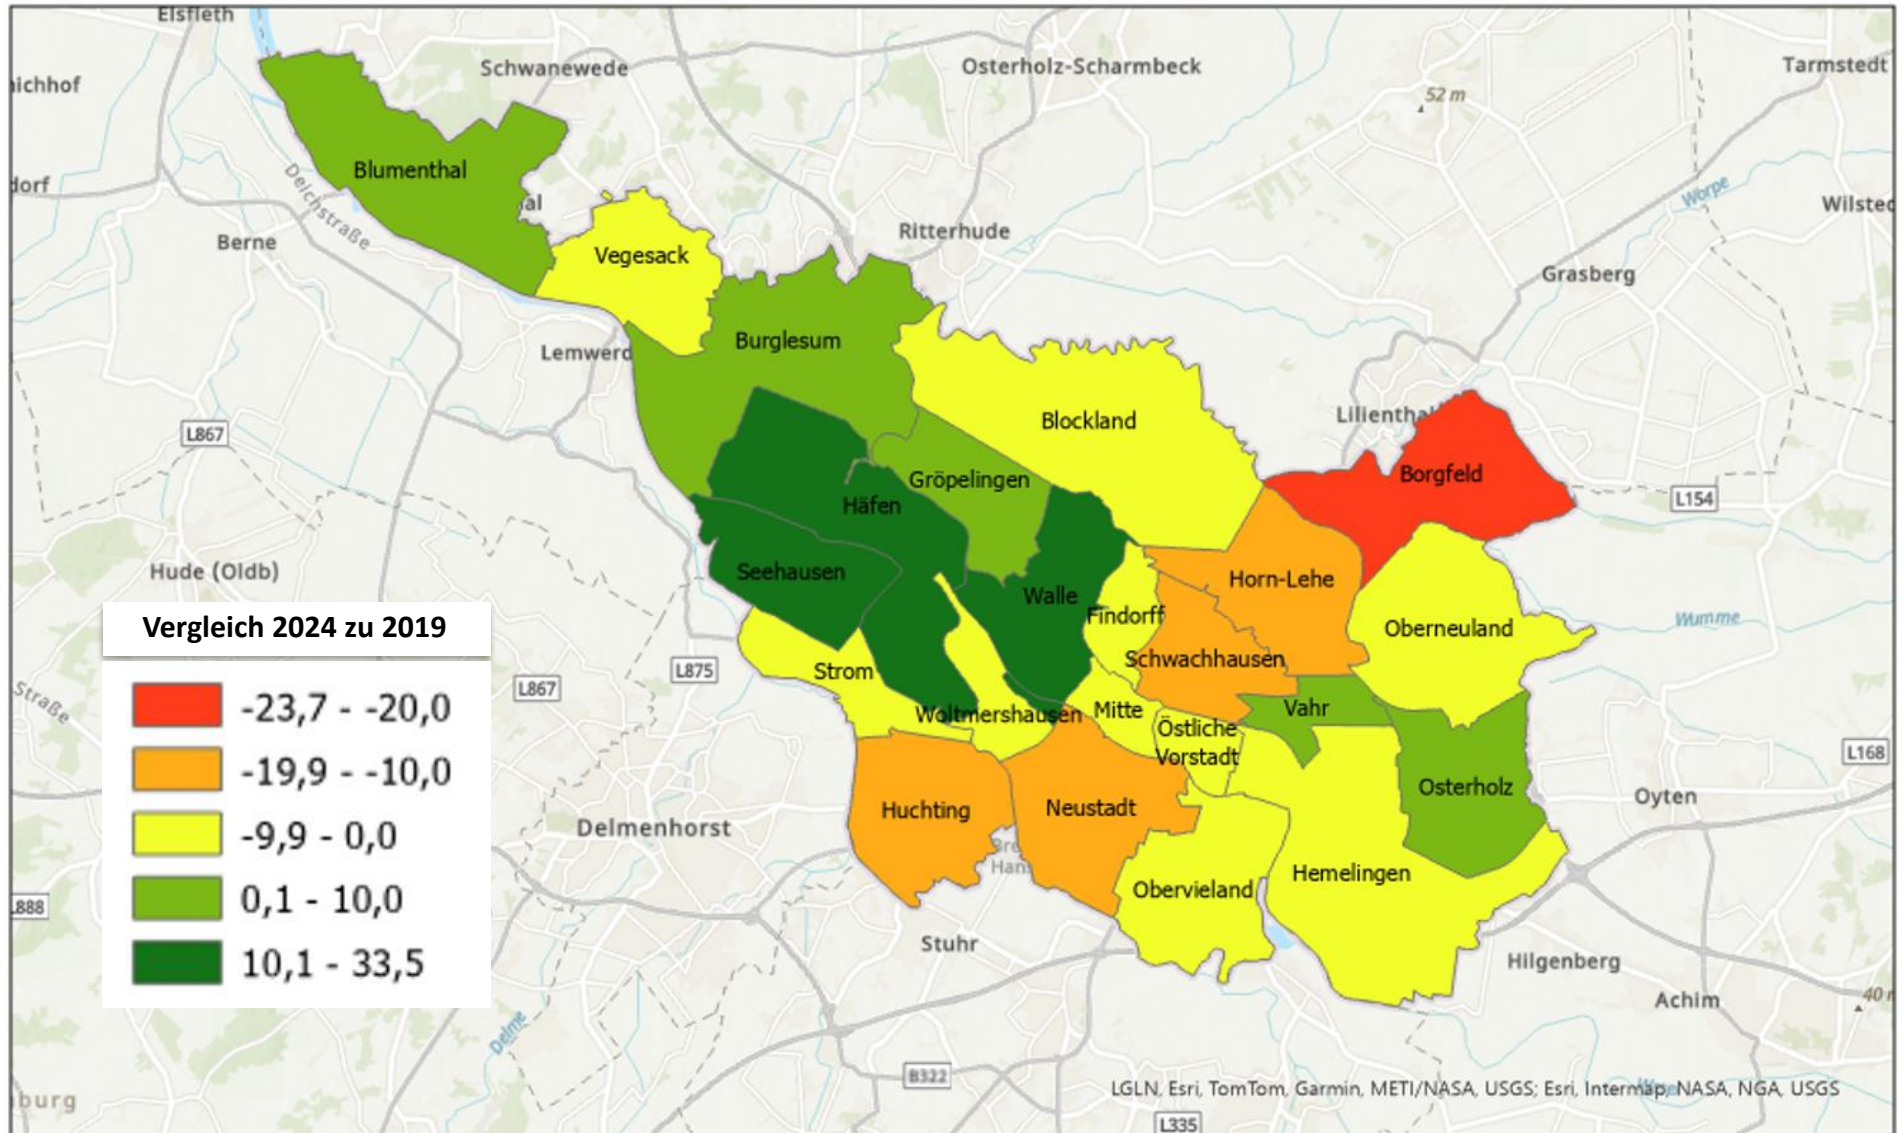 Elsfleth
Schwanewede
Osterholz-Scharmbeck
Tarmstedt
52 m
Blumenthal
Deichstraße
Worpe
Wilsted
Berne
Vegesack
Ritterhude
Grasberg
Lemwerd
Burglesum
Blockland
Lilienthal
L867
Borgfeld
Gröpelingen
L154
Häfen
Hude (Oldb)
Seehausen
Walle
Horn-Lehe
Findorff
Oberneuland
Wumme
Vergleich 2024 zu 2019
-23,7 - -20,0
-19,9 - -10,0
-9,9 - 0,0
0,1 - 10,0
10,1 - 33,5
Strom
L875
L867
Schwachhausen
Straße
Woltmershausen
Mitte
Vahr
Östliche
Vorstadt
L168
Huchting
Neustadt
Osterholz
Oyten
Delmenhorst
Hemelingen
Obervieland
L888
Stuhr
Hilgenberg
Achim
Delme
B322
LGLN, Esri, TomTom, Garmin, METI/NASA, USGS; Esri, Intermap, NASA, NGA, USGS
L335